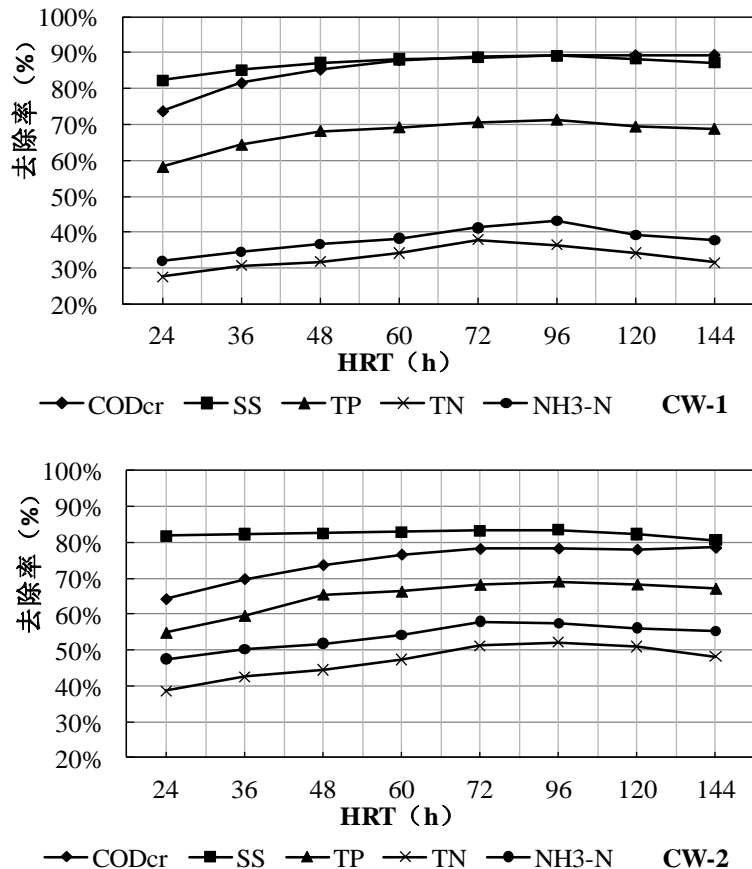 100%
90%
80%
70%
60%
50%
40%
30%
20%
去除率（%）
24 36 48 60 72 96 120 144
HRT（h）
CODcr SS TP TN NH3-N CW-1
100%
90%
80%
70%
60%
50%
40%
30%
20%
去除率（%）
24 36 48 60 72 96 120 144
HRT（h）
CODcr SS TP TN NH3-N CW-2